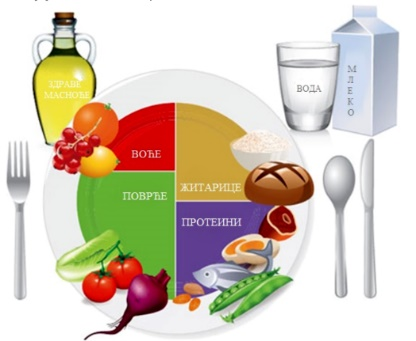 ЗДРАВЕ
МАСНОЋЕ
ВОДА
МЛЕКО
ВОЋЕ
ЖИТАРИЦЕ
ПОВРЋЕ
ПРОТЕИНИ